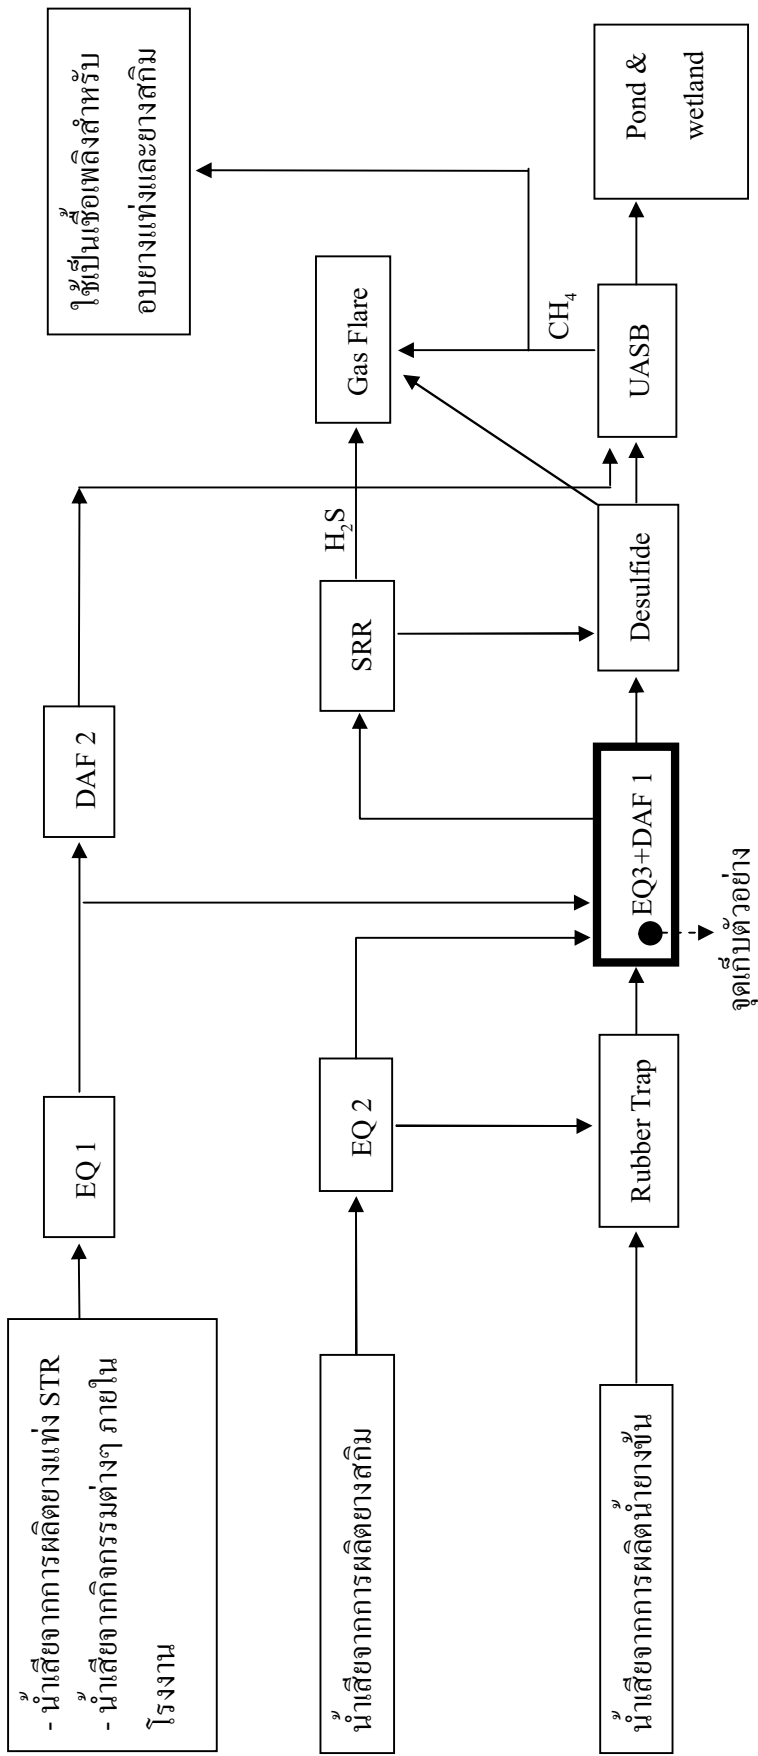 - น้ำเสียจากการผลิตยางแท่ง STR
- น้ำเสียจากกิจกรรมต่างๆ ภายใน
โรงงาน
EQ 1
DAF 2
ใช้เป็นเชื้อเพลิงสำหรับ
อบยางแท่งและยางสกิม
น้ำเสียจากการผลิตยางสกิม
EQ 2
SRR
H₂S
Gas Flare
CH₄
น้ำเสียจากการผลิตน้ำยางข้น
Rubber Trap
EQ3+DAF 1
Desulfide
UASB
Pond &
wetland
จุดเก็บตัวอย่าง